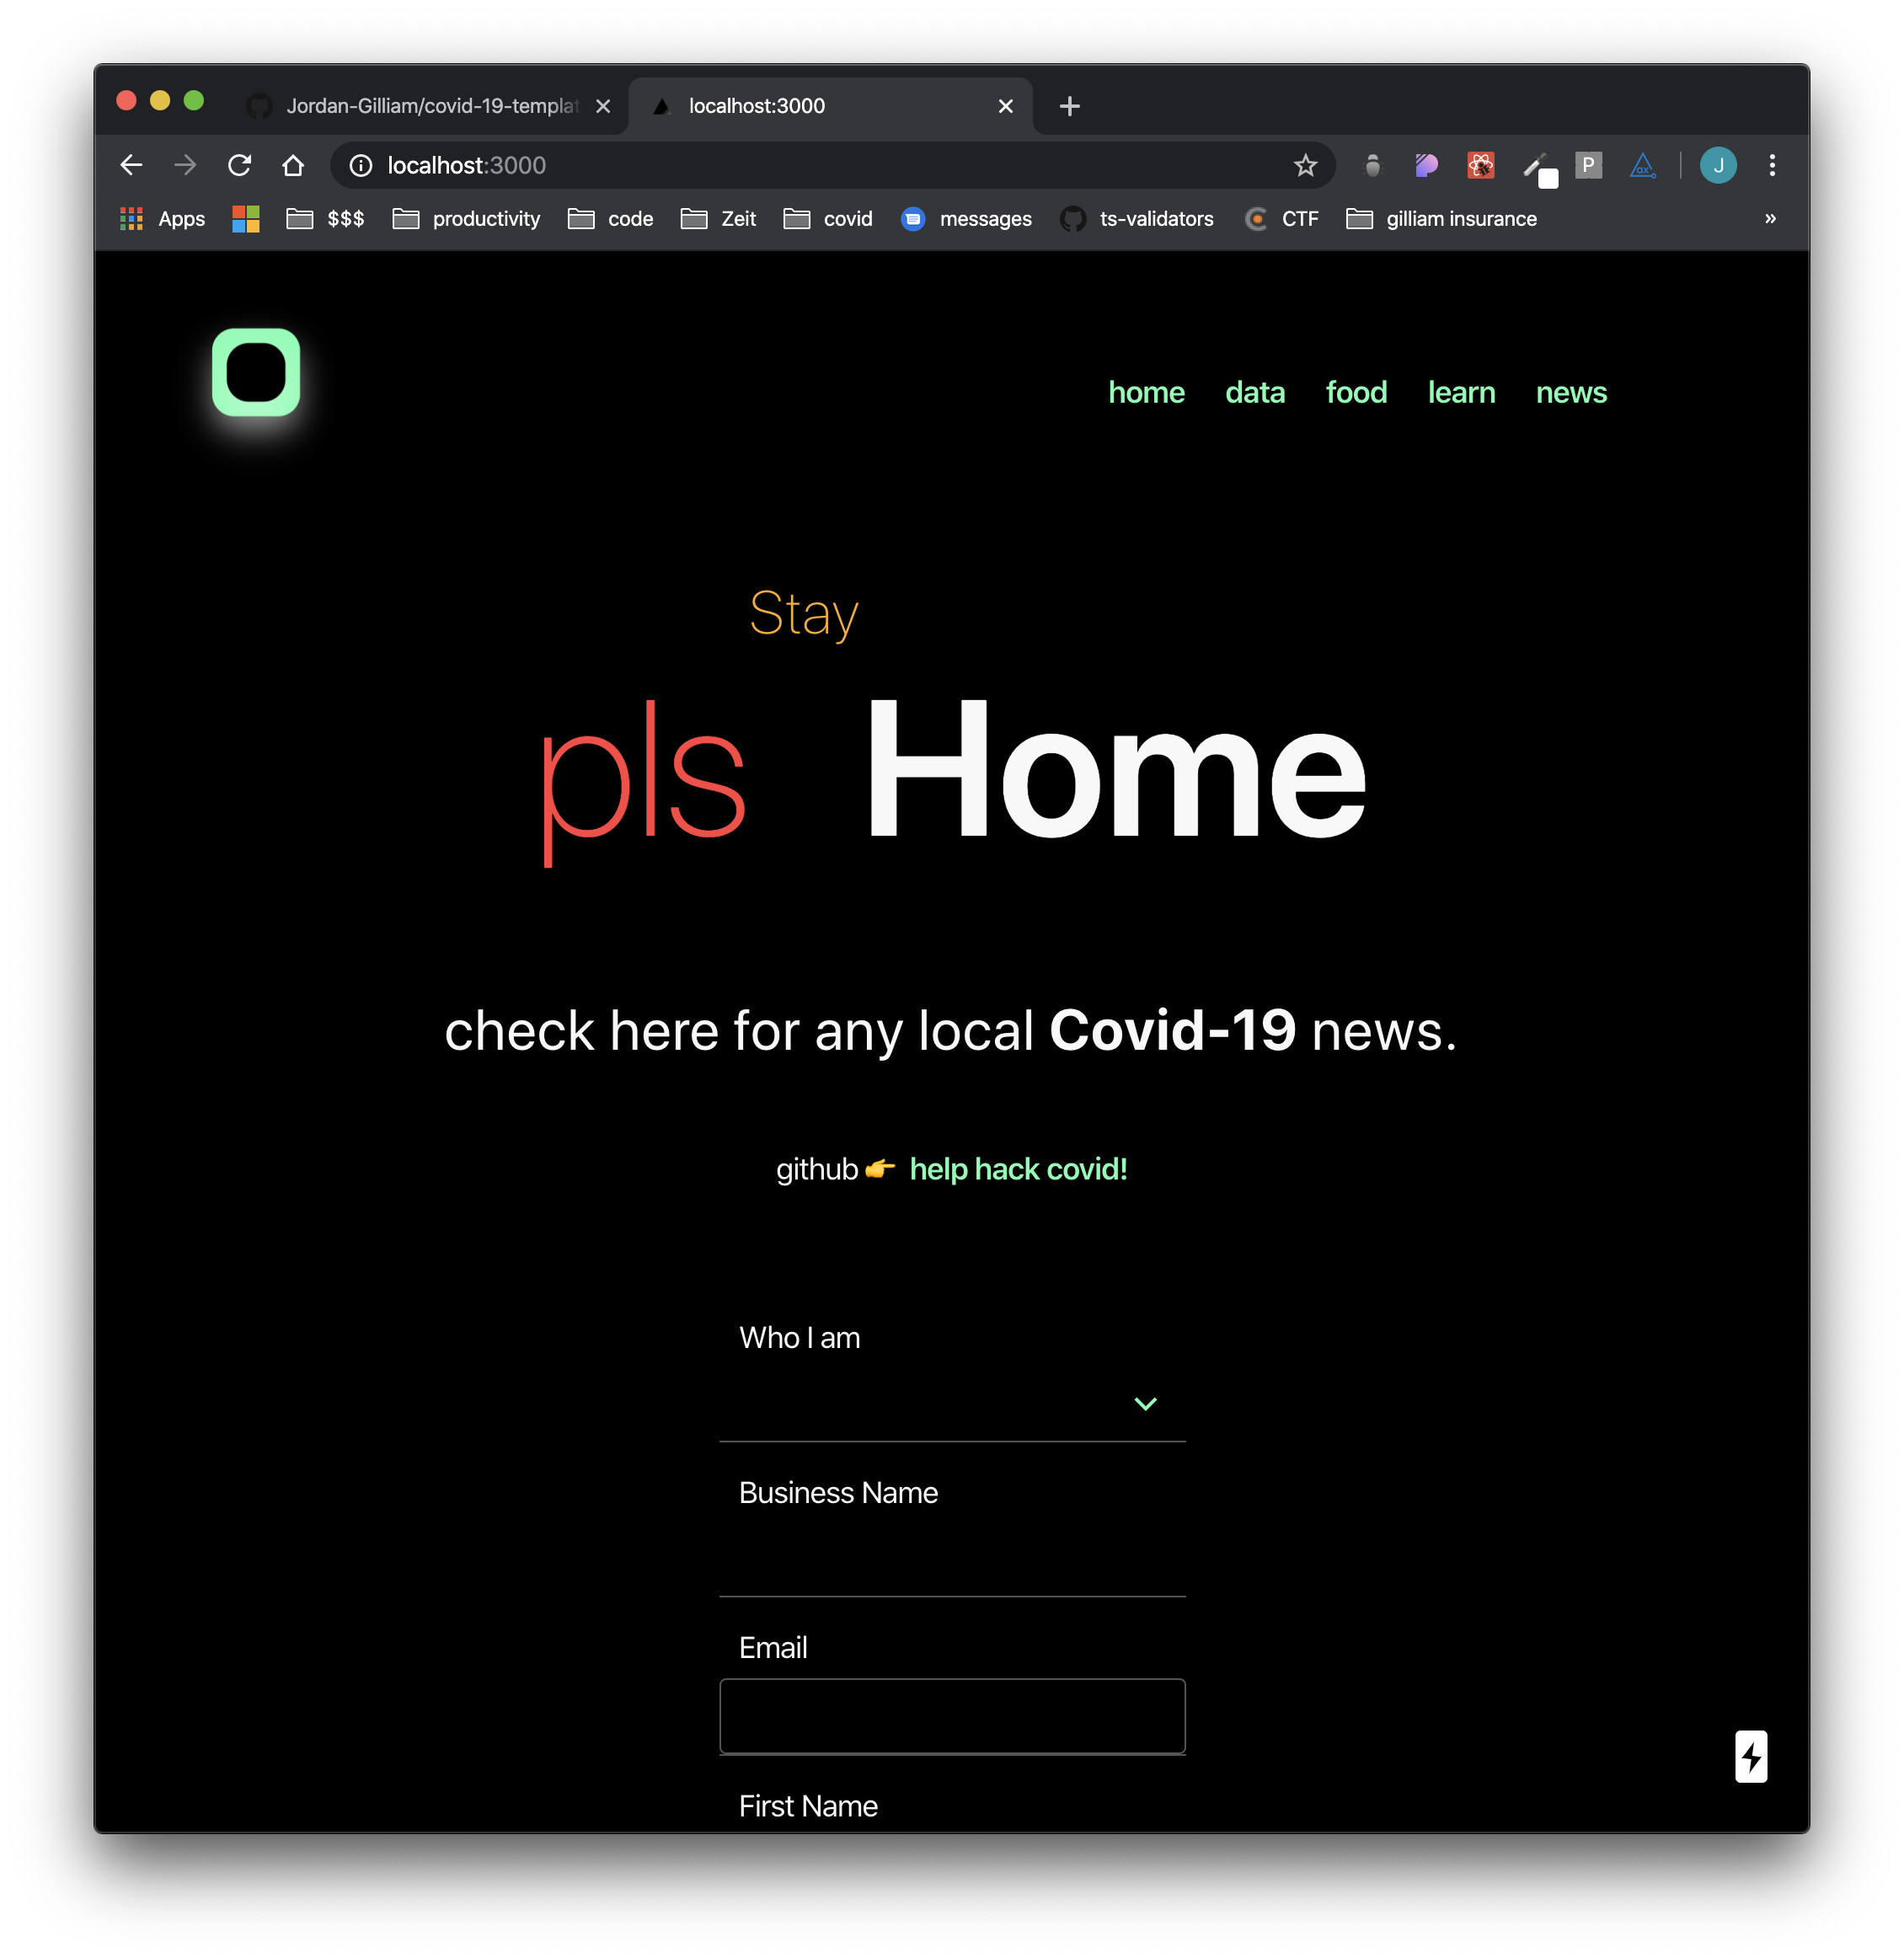 Jordan-Gilliam/covid-19-templat
localhost:3000
localhost:3000
J
Apps
$$$
productivity
code
Zeit
covid
messages
ts-validators
CTF
gilliam insurance
»
home data food learn news
Stay
pls Home
check here for any local Covid-19 news.
github 👉 help hack covid!
Who I am
Business Name
Email
First Name